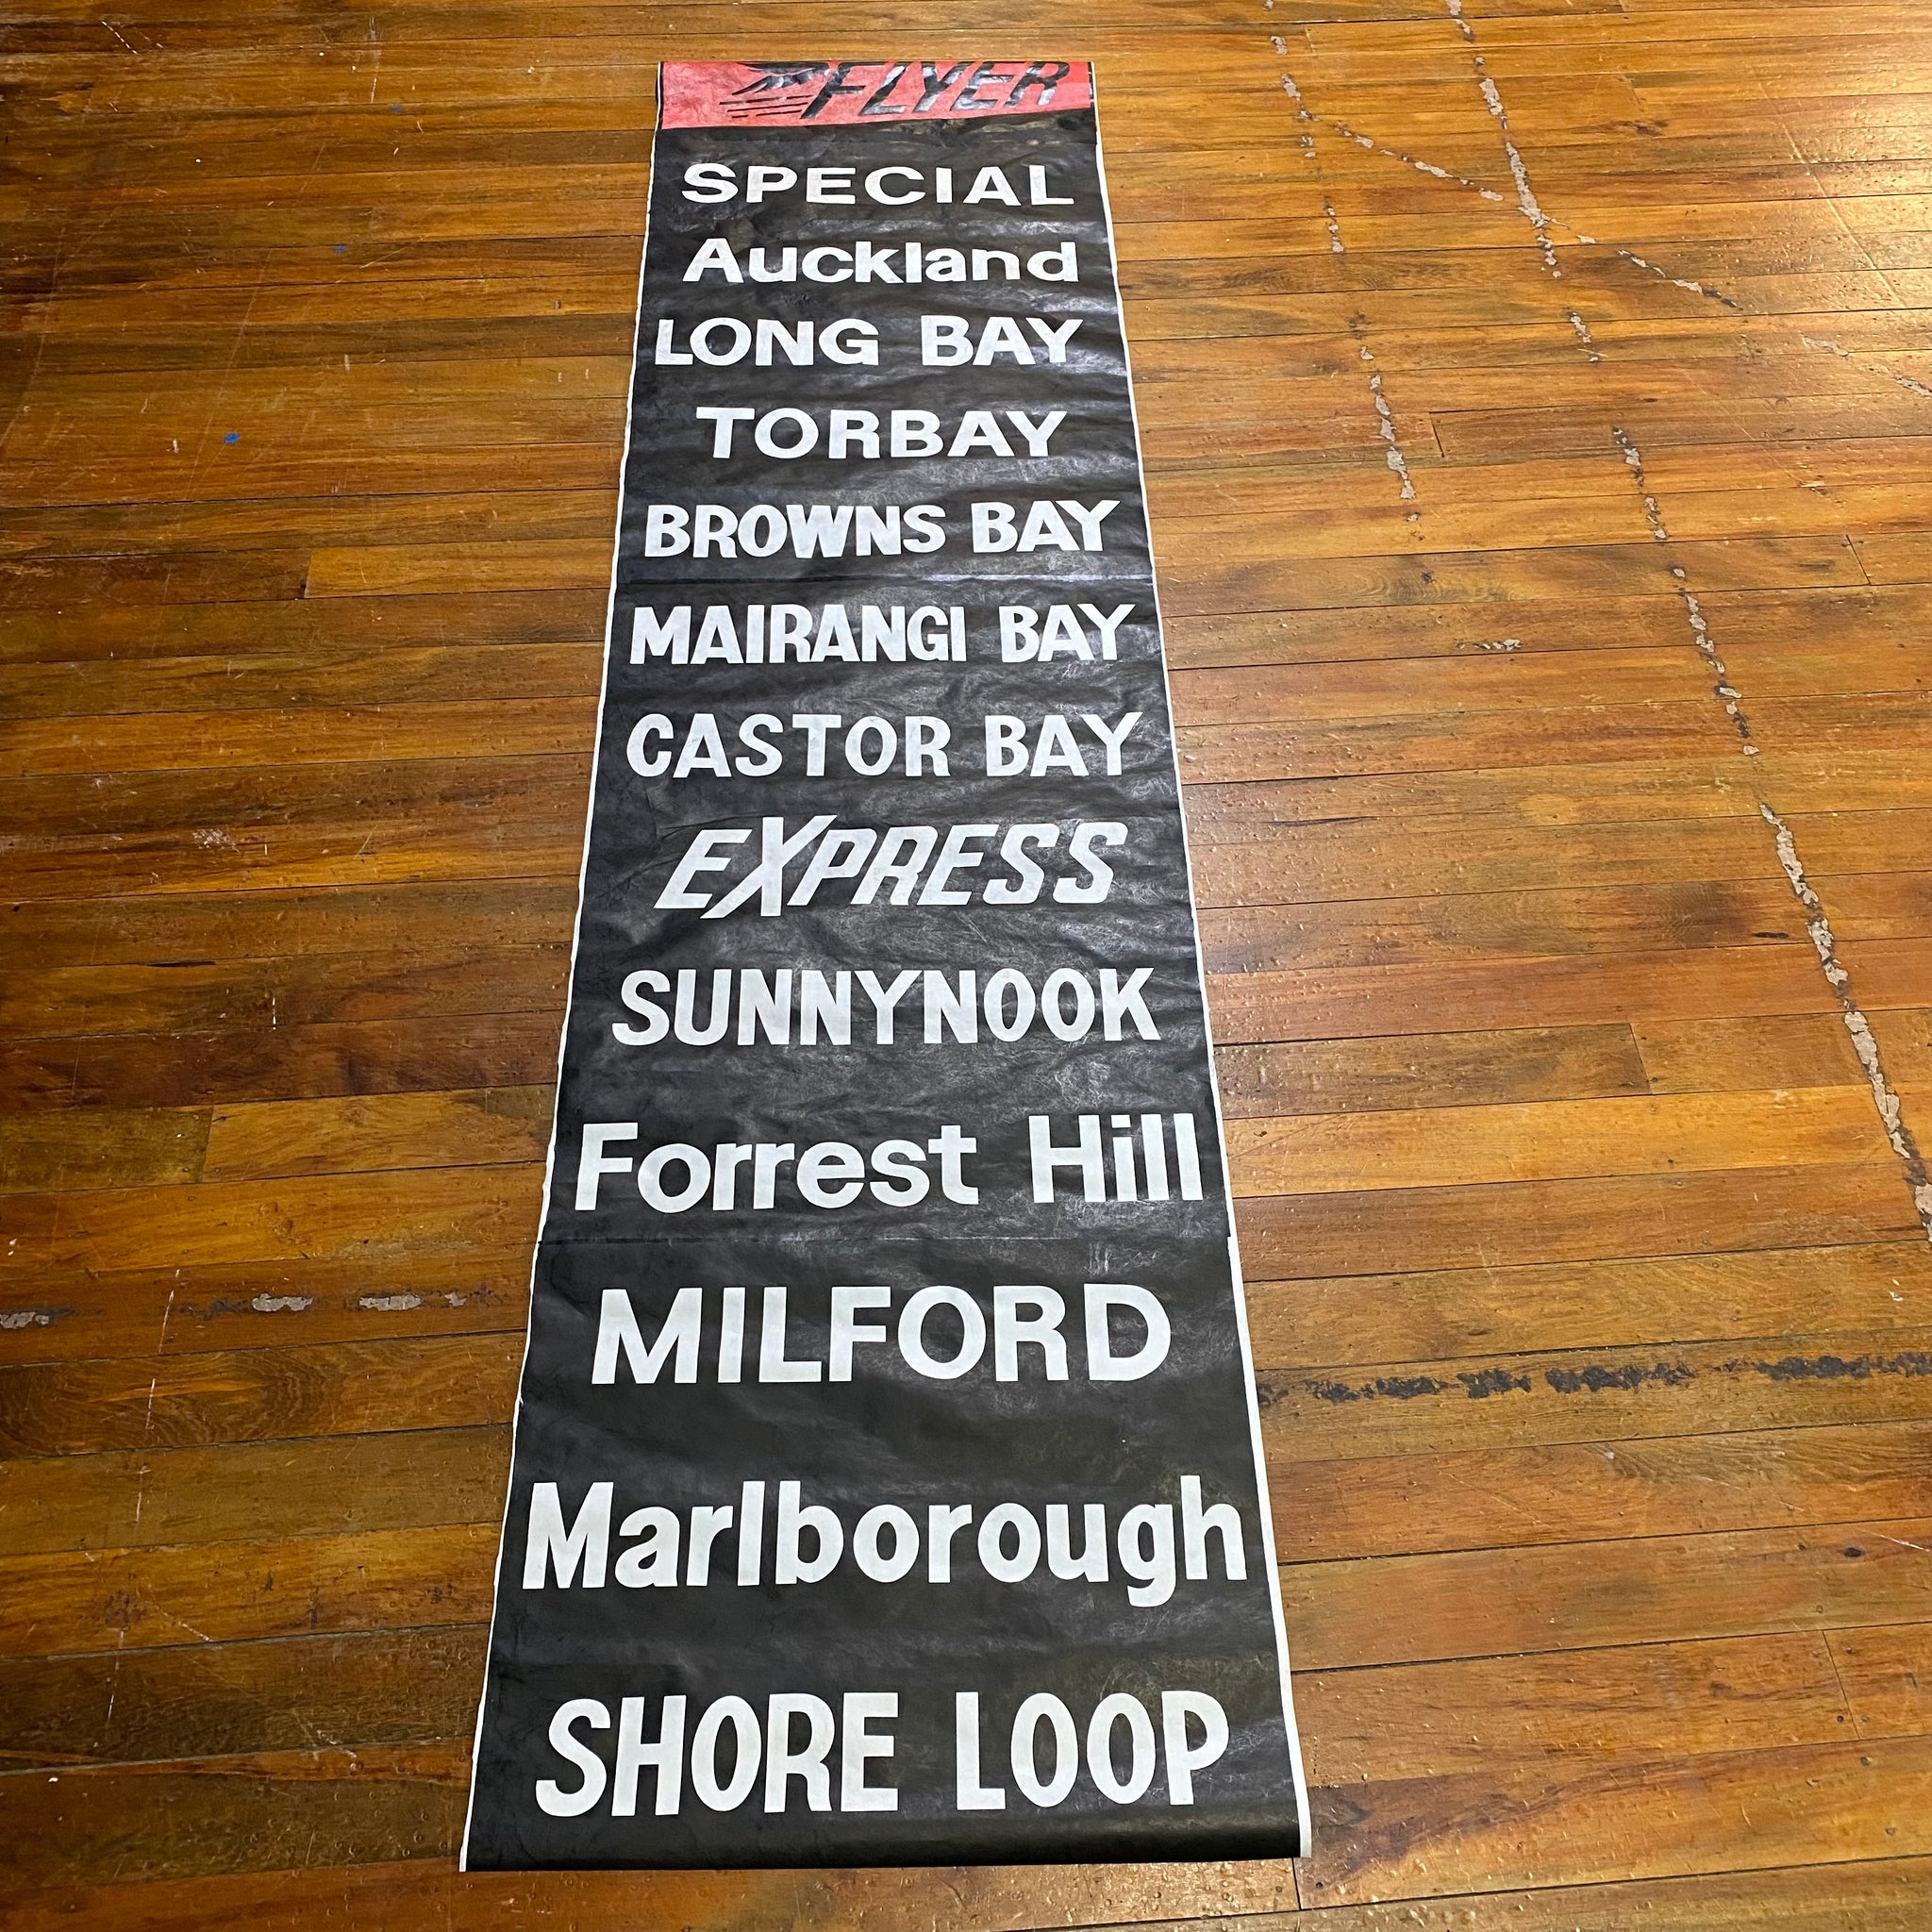 FLYER
SPECIAL
Auckland
LONG BAY
TORBAY
BROWNS BAY
MAIRANGI BAY
CASTOR BAY
EXPRESS
SUNNYNOOK
Forrest Hill
MILFORD
Marlborough
SHORE LOOP